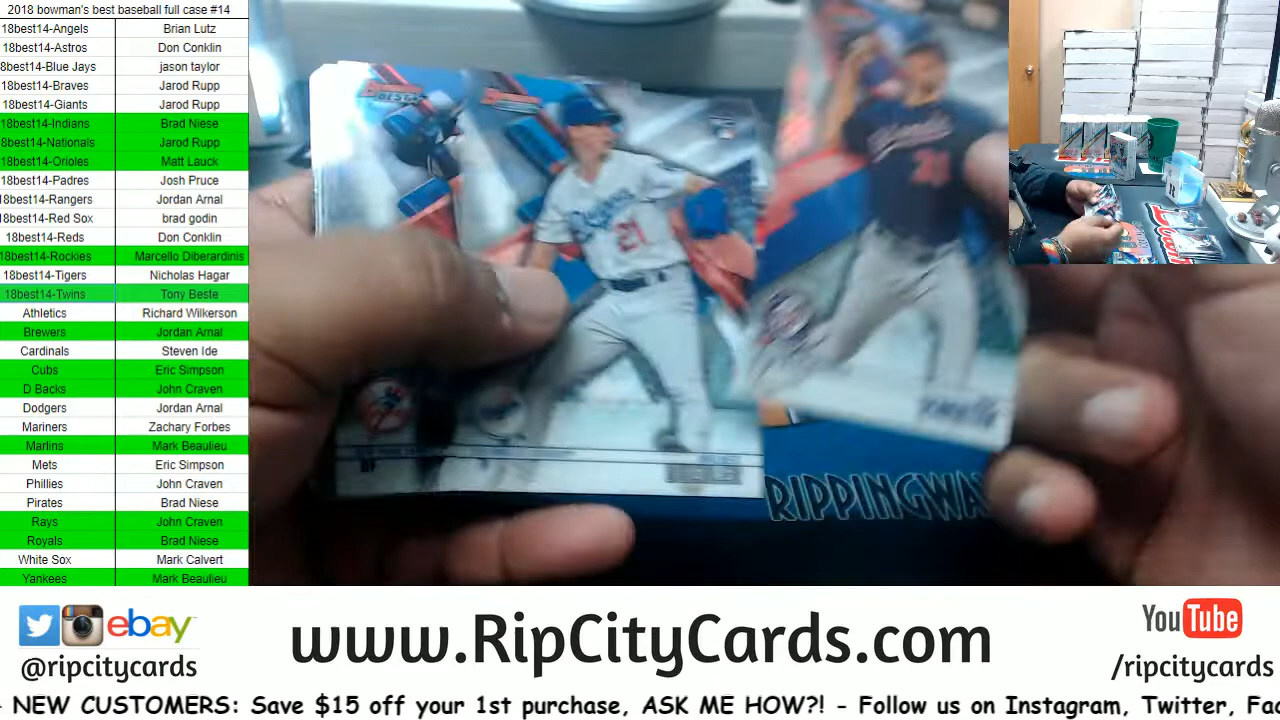 2018 bowman's best baseball full case #14
18best14-Angels Brian Lutz
18best14-Astros Don Conklin
8best14-Blue Jays jason taylor
18best14-Braves Jarod Rupp
18best14-Giants Jarod Rupp
18best14-Indians Brad Niese
8best14-Nationals Jarod Rupp
18best14-Orioles Matt Lauck
18best14-Padres Josh Pruce
8best14-Rangers Jordan Arnal
8best14-Red Sox brad godin
18best14-Reds Don Conklin
8best14-Rockies Marcello Diberardinis
18best14-Tigers Nicholas Hagar
18best14-Twins Tony Beste
Athletics Richard Wilkerson
Brewers Jordan Arnal
Cardinals Steven Ide
Cubs Eric Simpson
D Backs John Craven
Dodgers Jordan Arnal
Mariners Zachary Forbes
Marlins Mark Beaulieu
Mets Eric Simpson
Phillies John Craven
Pirates Brad Niese
Rays John Craven
Royals Brad Niese
White Sox Mark Calvert
Yankees Mark Beaulieu
21
RIPPINGWA
ebay
@ripcitycards
www.RipCityCards.com
YouTube
/ripcitycards
- NEW CUSTOMERS: Save $15 off your 1st purchase, ASK ME HOW?! - Follow us on Instagram, Twitter, Fac